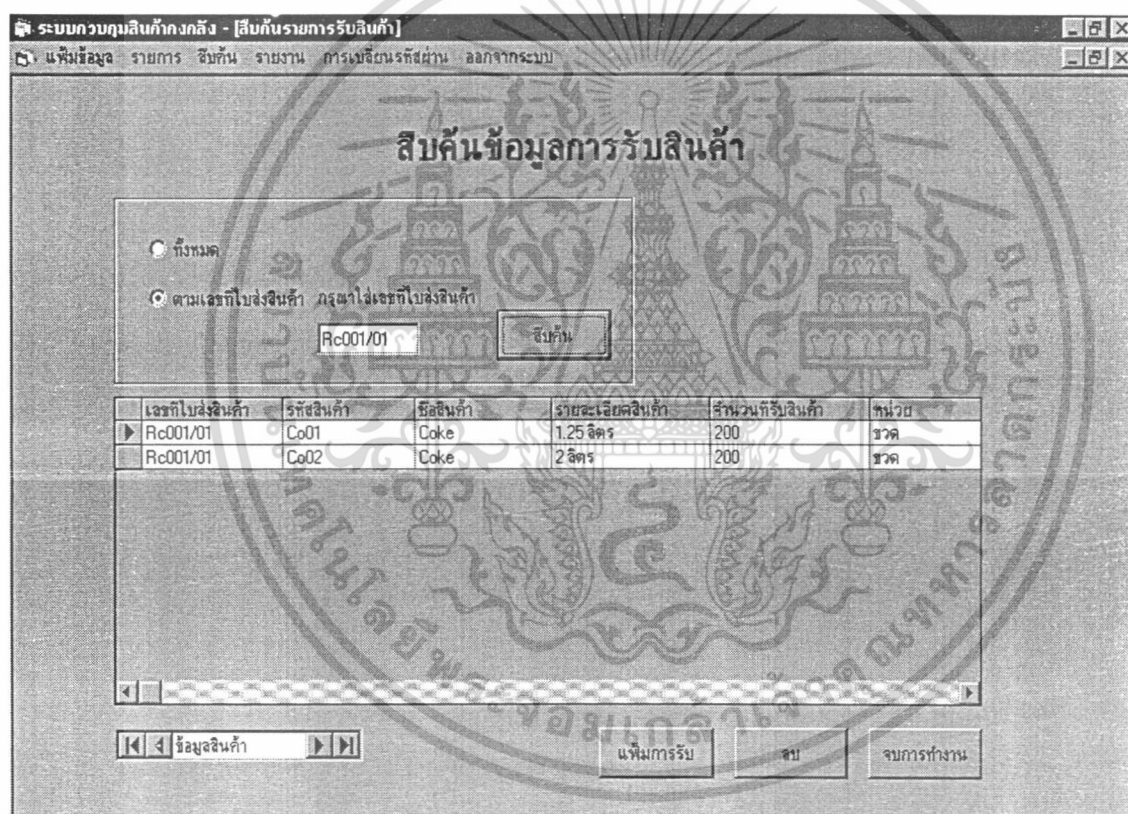 ระบบควบคุมสินค้าคงคลัง - [สืบค้นรายการรับสินค้า]
แฟ้มข้อมูล รายการ สืบค้น รายงาน การเปลี่ยนรหัสผ่าน ออกจากระบบ
สืบค้นข้อมูลการรับสินค้า
ทั้งหมด
ตามเลขที่ใบส่งสินค้า กรุณาใส่เลขที่ใบส่งสินค้า
Rc001/01 สืบค้น
เลขที่ใบส่งสินค้า รหัสสินค้า ชื่อสินค้า รายละเอียดสินค้า จำนวนที่รับสินค้า หน่วย
Rc001/01 Co01 Coke 1.25 ลิตร 200 ขวด
Rc001/01 Co02 Coke 2 ลิตร 200 ขวด
ข้อมูลสินค้า แฟ้มการรับ ลบ จบการทำงาน